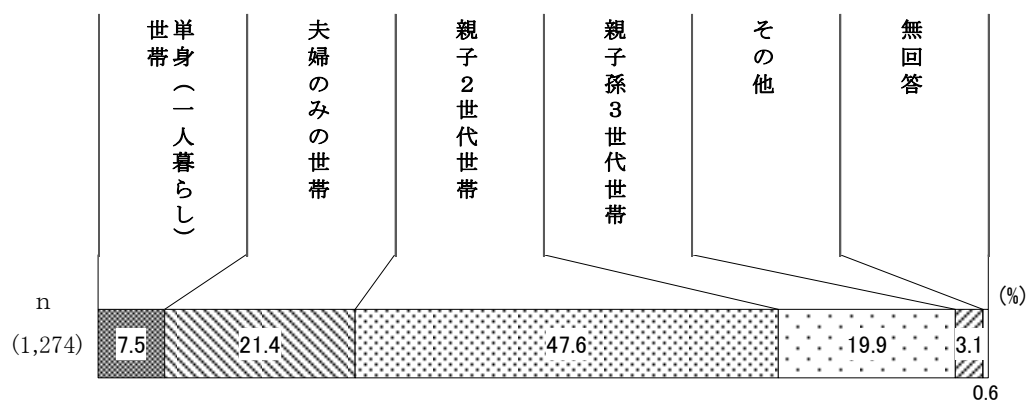 単身（一人暮らし）
世帯
夫婦のみの世帯
親子２世代世帯
親子孫３世代世帯
その他
無回答
n
(%)
(1,274)
7.5
21.4
47.6
19.9
3.1
0.6